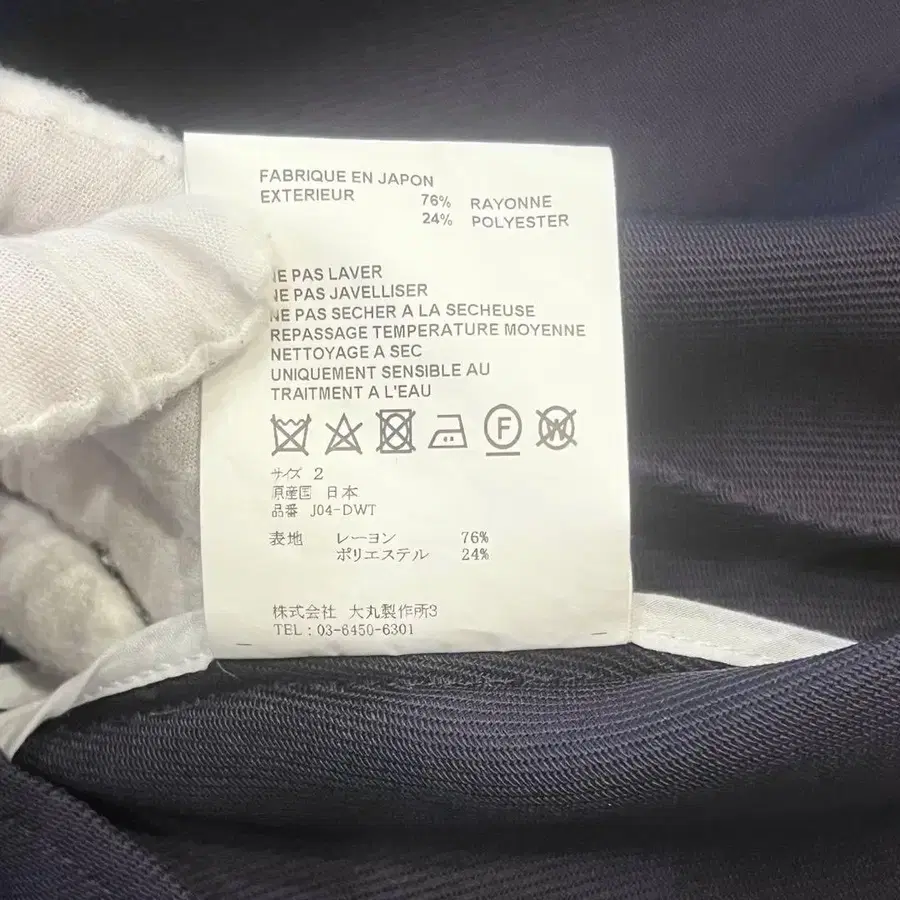 FABRIQUE EN JAPON
EXTERIEUR 76% RAYONNE
24% POLYESTER
NE PAS LAVER
NE PAS JAVELLISER
NE PAS SECHER A LA SECHEUSE
REPASSAGE TEMPERATURE MOYENNE
NETTOYAGE A SEC
UNIQUEMENT SENSIBLE AU
TRAITMENT A L'EAU
F W
サイズ 2
原産国 日本
品番 J04-DWT
表地 レーヨン 76%
ポリエステル 24%
株式会社 大丸製作所3
TEL:03-6450-6301